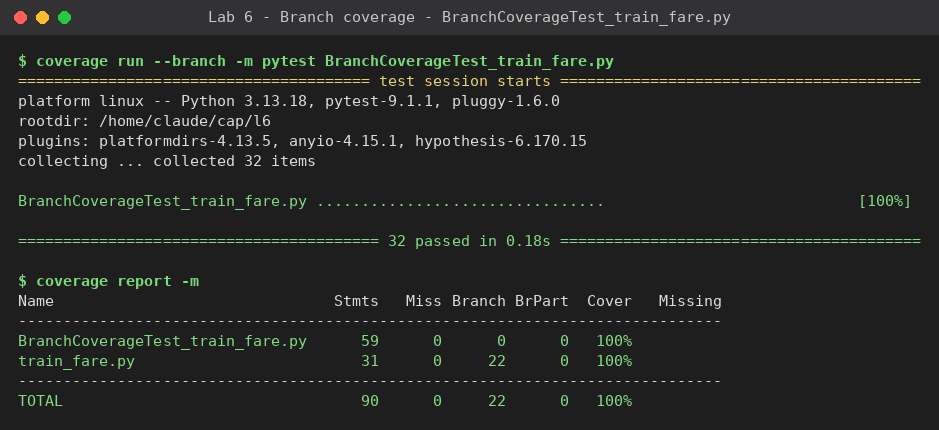 Lab 6 - Branch coverage - BranchCoverageTest_train_fare.py
$ coverage run --branch -m pytest BranchCoverageTest_train_fare.py
======================================= test session starts ========================================
platform linux -- Python 3.13.18, pytest-9.1.1, pluggy-1.6.0
rootdir: /home/claude/cap/l6
plugins: platformdirs-4.13.5, anyio-4.15.1, hypothesis-6.170.15
collecting ... collected 32 items
BranchCoverageTest_train_fare.py ................................                            [100%]
======================================== 32 passed in 0.18s ========================================
$ coverage report -m
Name                               Stmts   Miss Branch BrPart  Cover   Missing
------------------------------------------------------------------------------
BranchCoverageTest_train_fare.py      59      0      0      0   100%
train_fare.py                         31      0     22      0   100%
------------------------------------------------------------------------------
TOTAL                                 90      0     22      0   100%